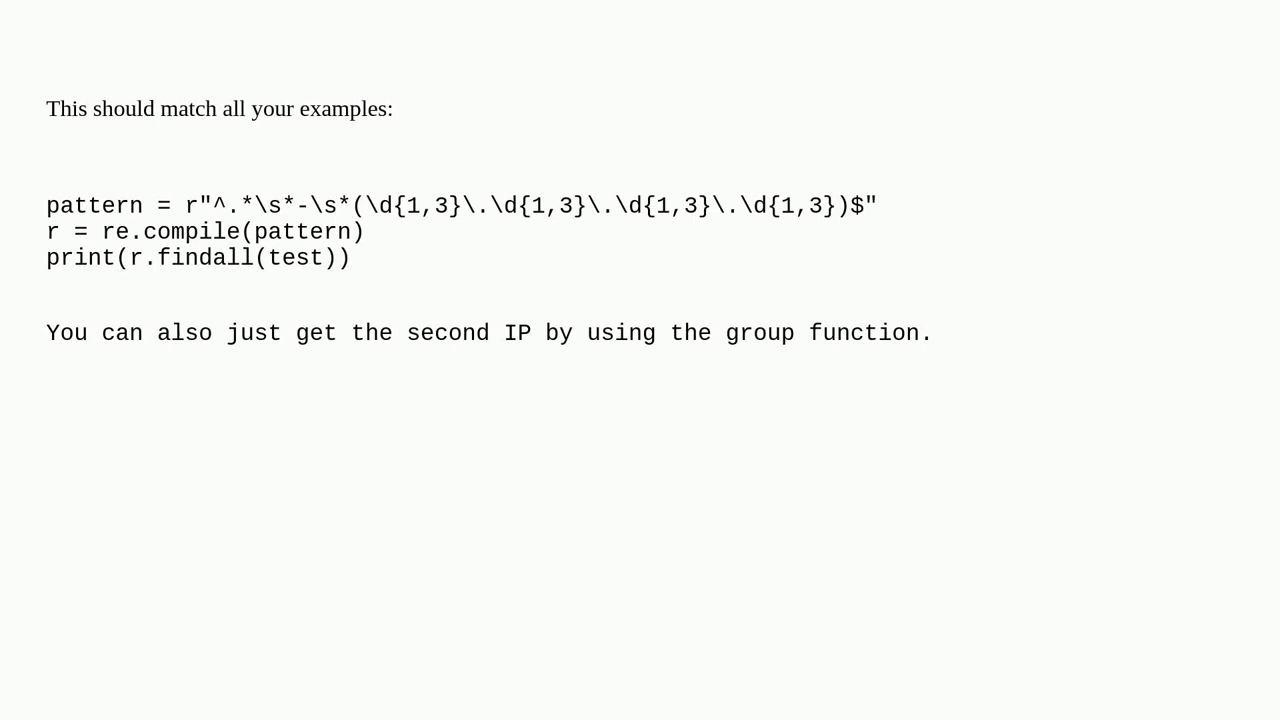 This should match all your examples:
pattern = r"^.*\s*-\s*(\d{1,3}\.\d{1,3}\.\d{1,3}\.\d{1,3})$"
r = re.compile(pattern)
print(r.findall(test))
You can also just get the second IP by using the group function.